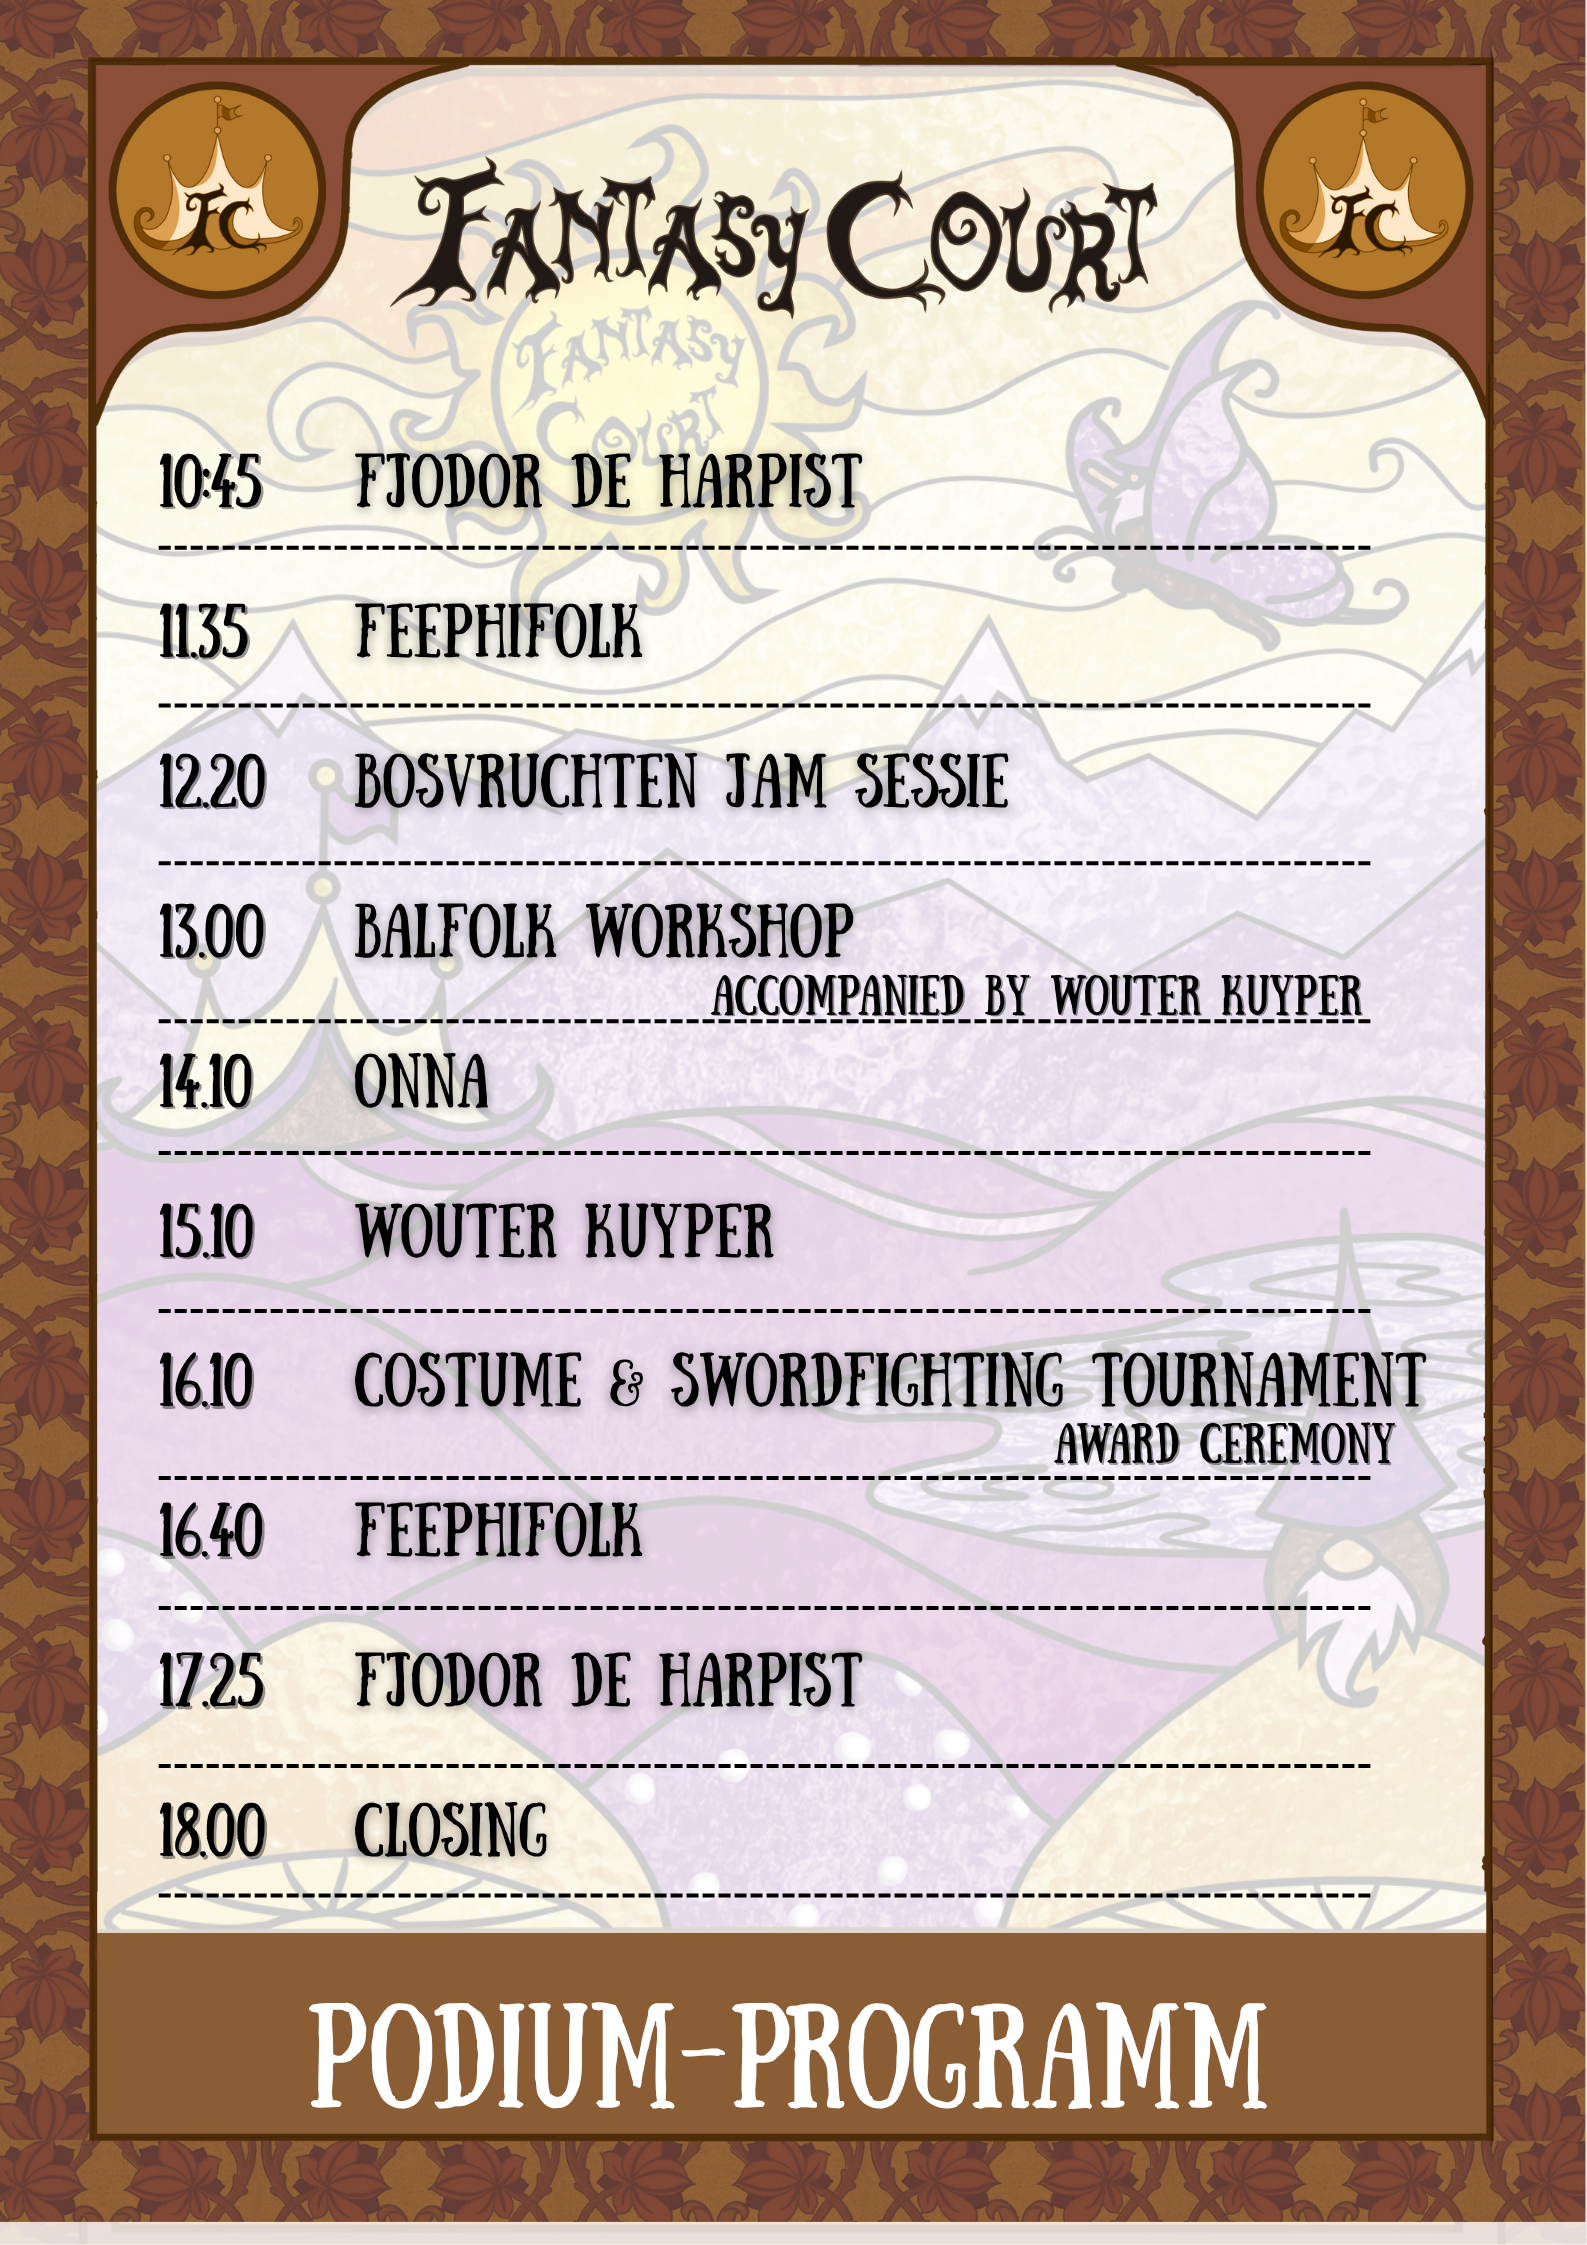 FC
FANTASY COURT
FC
FANTASY
COURT
10:45 FJODOR DE HARPIST
11.35 FEEPHIFOLK
12.20 BOSVRUCHTEN JAM SESSIE
13.00 BALFOLK WORKSHOP
ACCOMPANIED BY WOUTER KUYPER
14.10 ONNA
15.10 WOUTER KUYPER
16.10 COSTUME & SWORDFIGHTING TOURNAMENT
AWARD CEREMONY
16.40 FEEPHIFOLK
17.25 FJODOR DE HARPIST
18.00 CLOSING
PODIUM-PROGRAMM